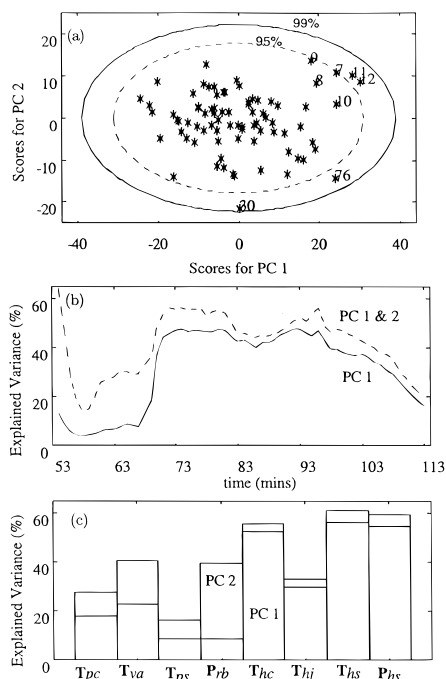 99%
20
(a)
95%
9
7
11
12
8
10
10
0
-10
76
-20
30
Scores for PC 2
-40
-20
0
20
40
Scores for PC 1
60
(b)
PC 1 & 2
40
PC 1
20
0
Explained Variance (%)
53
63
73
83
93
103
113
time (mins)
60
(c)
40
PC 2
20
PC 1
0
Explained Variance (%)
Tpc
Tva
Tps
Prb
Thc
Thj
Ths
Phs